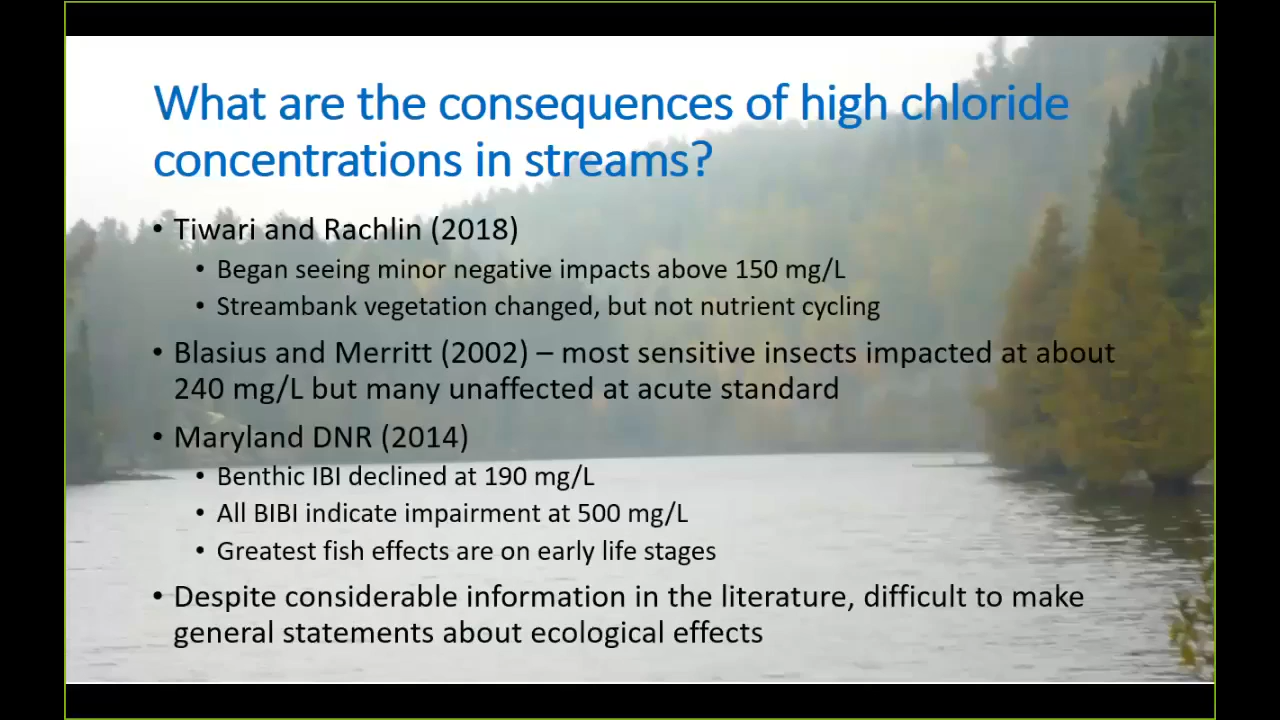 What are the consequences of high chloride
concentrations in streams?
• Tiwari and Rachlin (2018)
• Began seeing minor negative impacts above 150 mg/L
• Streambank vegetation changed, but not nutrient cycling
• Blasius and Merritt (2002) – most sensitive insects impacted at about
240 mg/L but many unaffected at acute standard
• Maryland DNR (2014)
• Benthic IBI declined at 190 mg/L
• All BIBI indicate impairment at 500 mg/L
• Greatest fish effects are on early life stages
• Despite considerable information in the literature, difficult to make
general statements about ecological effects